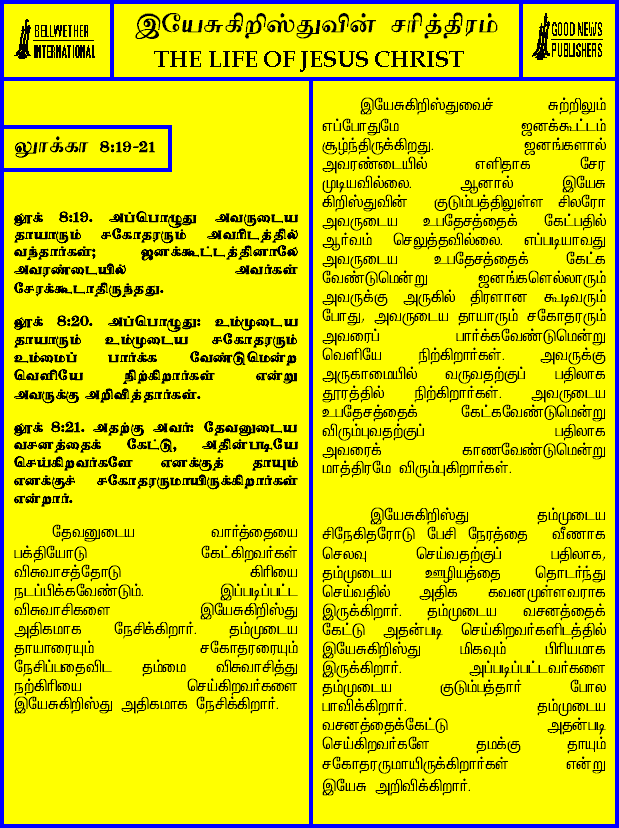 BELLWETHER
INTERNATIONAL
இயேசுகிறிஸ்துவின் சரித்திரம்
THE LIFE OF JESUS CHRIST
GOOD NEWS
PUBLISHERS
லூக்கா 8:19-21
லூக் 8:19. அப்பொழுது அவருடைய
தாயாரும் சகோதரரும் அவரிடத்தில்
வந்தார்கள்; ஜனக்கூட்டத்தினாலே
அவரண்டையில் அவர்கள்
சேரக்கூடாதிருந்தது.
லூக் 8:20. அப்பொழுது: உம்முடைய
தாயாரும் உம்முடைய சகோதரரும்
உம்மைப் பார்க்க வேண்டுமென்று
வெளியே நிற்கிறார்கள் என்று
அவருக்கு அறிவித்தார்கள்.
லூக் 8:21. அதற்கு அவர்: தேவனுடைய
வசனத்தைக் கேட்டு, அதின்படியே
செய்கிறவர்களே எனக்குத் தாயும்
எனக்குச் சகோதரருமாயிருக்கிறார்கள்
என்றார்.
தேவனுடைய வார்த்தையை
பக்தியோடு கேட்கிறவர்கள்
விசுவாசத்தோடு கிரியை
நடப்பிக்கவேண்டும். இப்படிப்பட்ட
விசுவாசிகளை இயேசுகிறிஸ்து
அதிகமாக நேசிக்கிறார். தம்முடைய
தாயாரையும் சகோதரரையும்
நேசிப்பதைவிட தம்மை விசுவாசித்து
நற்கிரியை செய்கிறவர்களை
இயேசுகிறிஸ்து அதிகமாக நேசிக்கிறார்.
இயேசுகிறிஸ்துவைச் சுற்றிலும்
எப்போதுமே ஜனக்கூட்டம்
சூழ்ந்திருக்கிறது. ஜனங்களால்
அவரண்டையில் எளிதாக சேர
முடியவில்லை. ஆனால் இயேசு
கிறிஸ்துவின் குடும்பத்திலுள்ள சிலரோ
அவருடைய உபதேசத்தைக் கேட்பதில்
ஆர்வம் செலுத்தவில்லை. எப்படியாவது
அவருடைய உபதேசத்தைக் கேட்க
வேண்டுமென்று ஜனங்களெல்லாரும்
அவருக்கு அருகில் திரளான கூடிவரும்
போது, அவருடைய தாயாரும் சகோதரரும்
அவரைப் பார்க்கவேண்டுமென்று
வெளியே நிற்கிறார்கள். அவருக்கு
அருகாமையில் வருவதற்குப் பதிலாக
தூரத்தில் நிற்கிறார்கள். அவருடைய
உபதேசத்தைக் கேட்கவேண்டுமென்று
விரும்புவதற்குப் பதிலாக
அவரைக் காணவேண்டுமென்று
மாத்திரமே விரும்புகிறார்கள்.
இயேசுகிறிஸ்து தம்முடைய
சிநேகிதரோடு பேசி நேரத்தை வீணாக
செலவு செய்வதற்குப் பதிலாக,
தம்முடைய ஊழியத்தை தொடர்ந்து
செய்வதில் அதிக கவனமுள்ளவராக
இருக்கிறார். தம்முடைய வசனத்தைக்
கேட்டு அதன்படி செய்கிறவர்களிடத்தில்
இயேசுகிறிஸ்து மிகவும் பிரியமாக
இருக்கிறார். அப்படிப்பட்டவர்களை
தம்முடைய குடும்பத்தார் போல
பாவிக்கிறார். தம்முடைய
வசனத்தைக்கேட்டு அதன்படி
செய்கிறவர்களே தமக்கு தாயும்
சகோதரருமாயிருக்கிறார்கள் என்று
இயேசு அறிவிக்கிறார்.